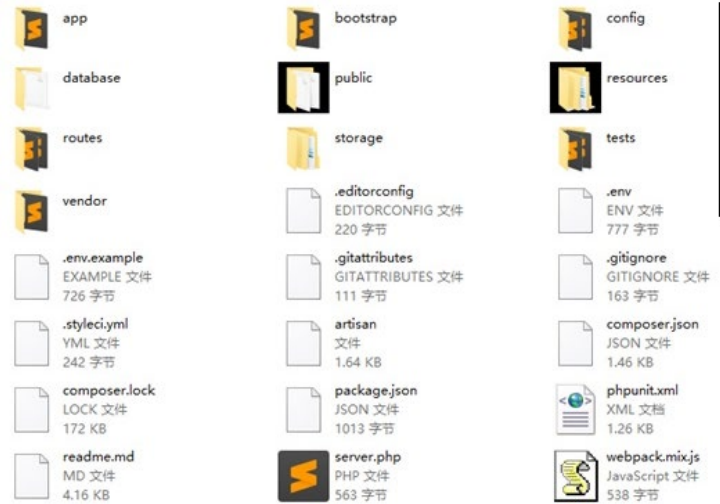 app
bootstrap
config
database
public
resources
routes
storage
tests
vendor
.editorconfig
EDITORCONFIG 文件
220 字节
.env
ENV 文件
777 字节
.env.example
EXAMPLE 文件
726 字节
.gitattributes
GITATTRIBUTES 文件
111 字节
.gitignore
GITIGNORE 文件
163 字节
.styleci.yml
YML 文件
242 字节
artisan
文件
1.64 KB
composer.json
JSON 文件
1.46 KB
composer.lock
LOCK 文件
172 KB
package.json
JSON 文件
1013 字节
phpunit.xml
XML 文档
1.26 KB
readme.md
MD 文件
4.16 KB
server.php
PHP 文件
563 字节
webpack.mix.js
JavaScript 文件
538 字节